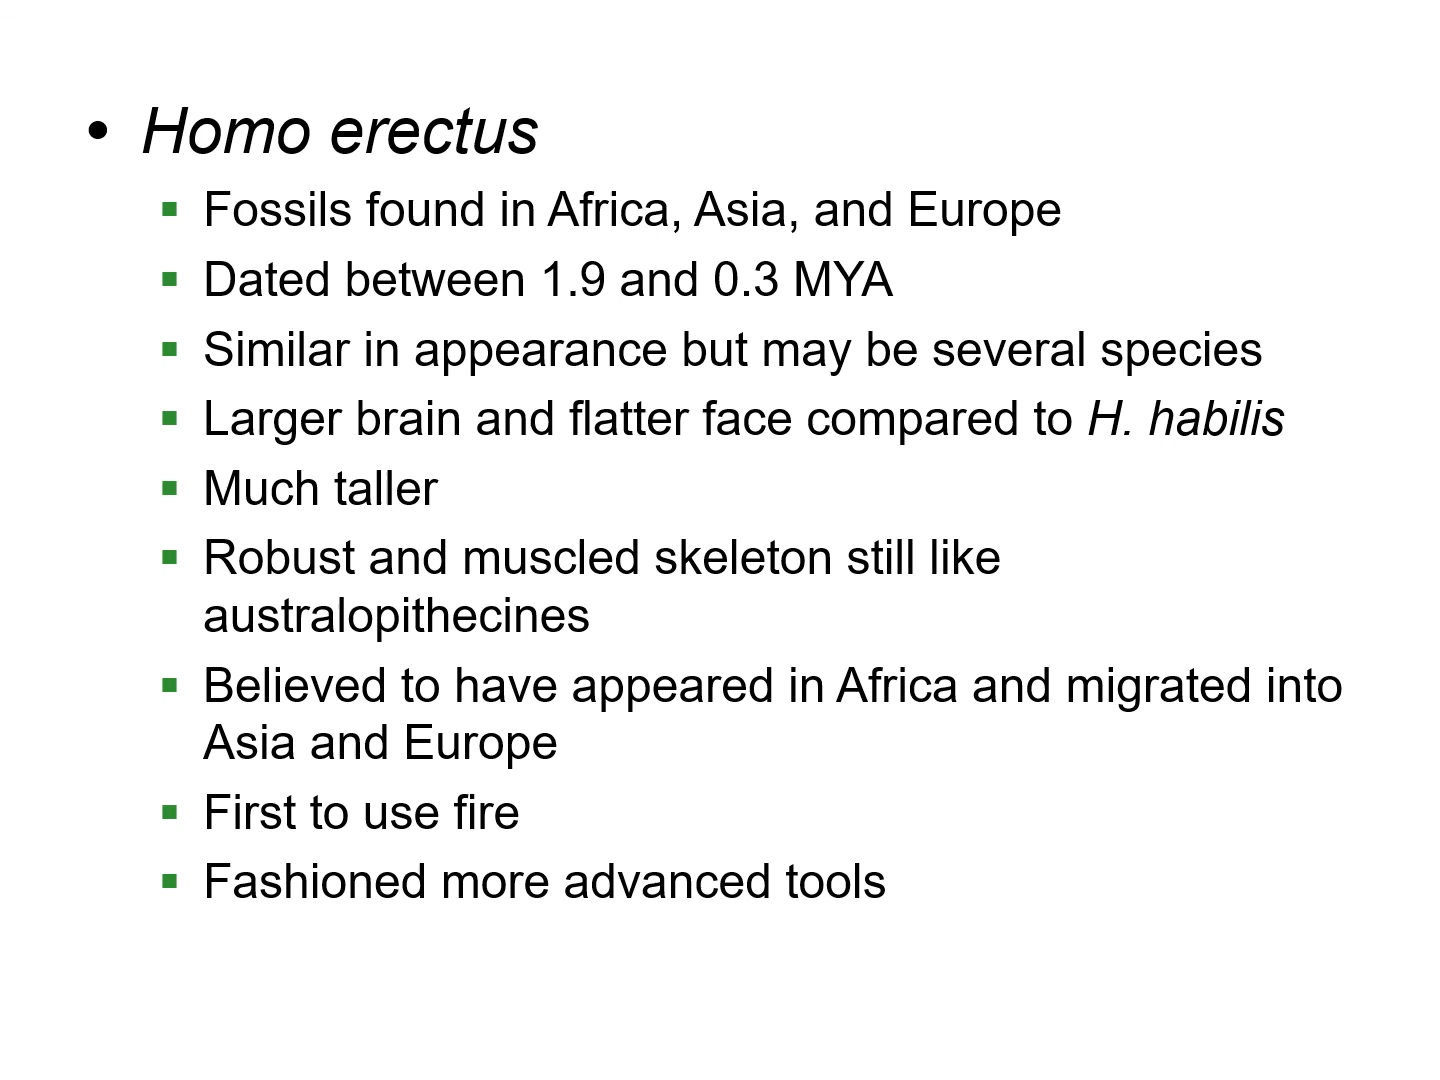 • Homo erectus
▪ Fossils found in Africa, Asia, and Europe
▪ Dated between 1.9 and 0.3 MYA
▪ Similar in appearance but may be several species
▪ Larger brain and flatter face compared to H. habilis
▪ Much taller
▪ Robust and muscled skeleton still like
australopithecines
▪ Believed to have appeared in Africa and migrated into
Asia and Europe
▪ First to use fire
▪ Fashioned more advanced tools